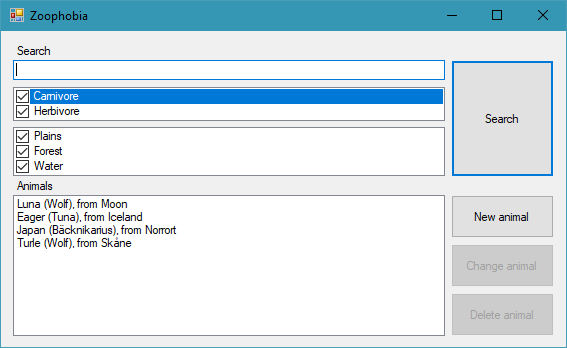 Zoophobia
Search
Carnivore
Herbivore
Search
Plains
Forest
Water
Animals
Luna (Wolf), from Moon
Eager (Tuna), from Iceland
Japan (Bäcknikarius), from Norrort
Turle (Wolf), from Skåne
New animal
Change animal
Delete animal